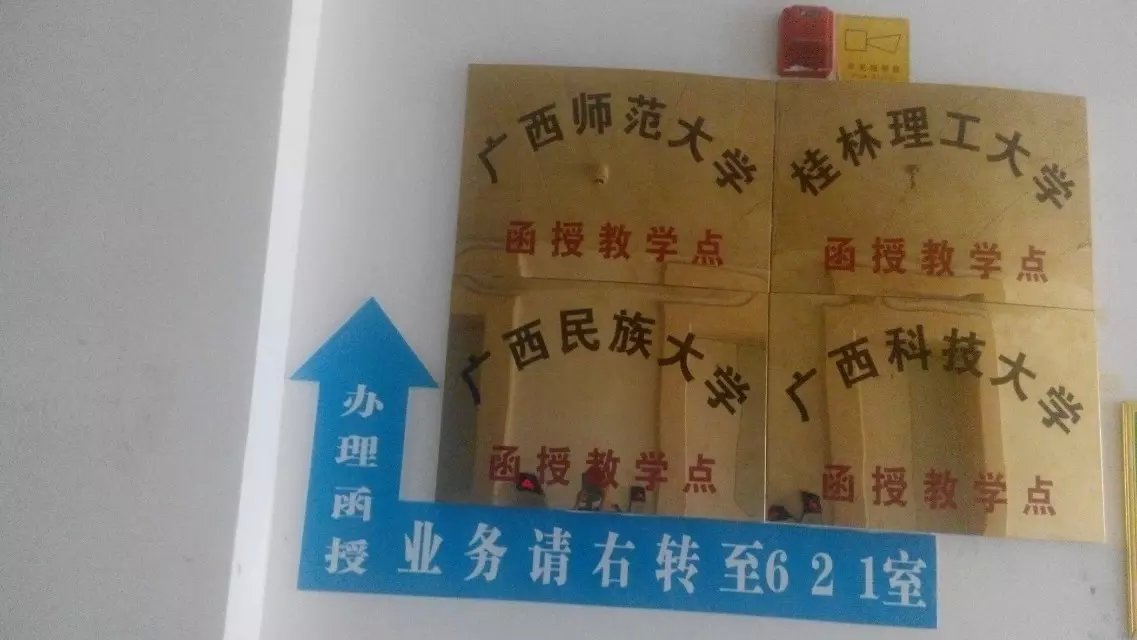 广西师范大学
函授教学点
桂林理工大学
函授教学点
广西民族大学
函授教学点
广西科技大学
函授教学点
办理函授
业务请右转至621室